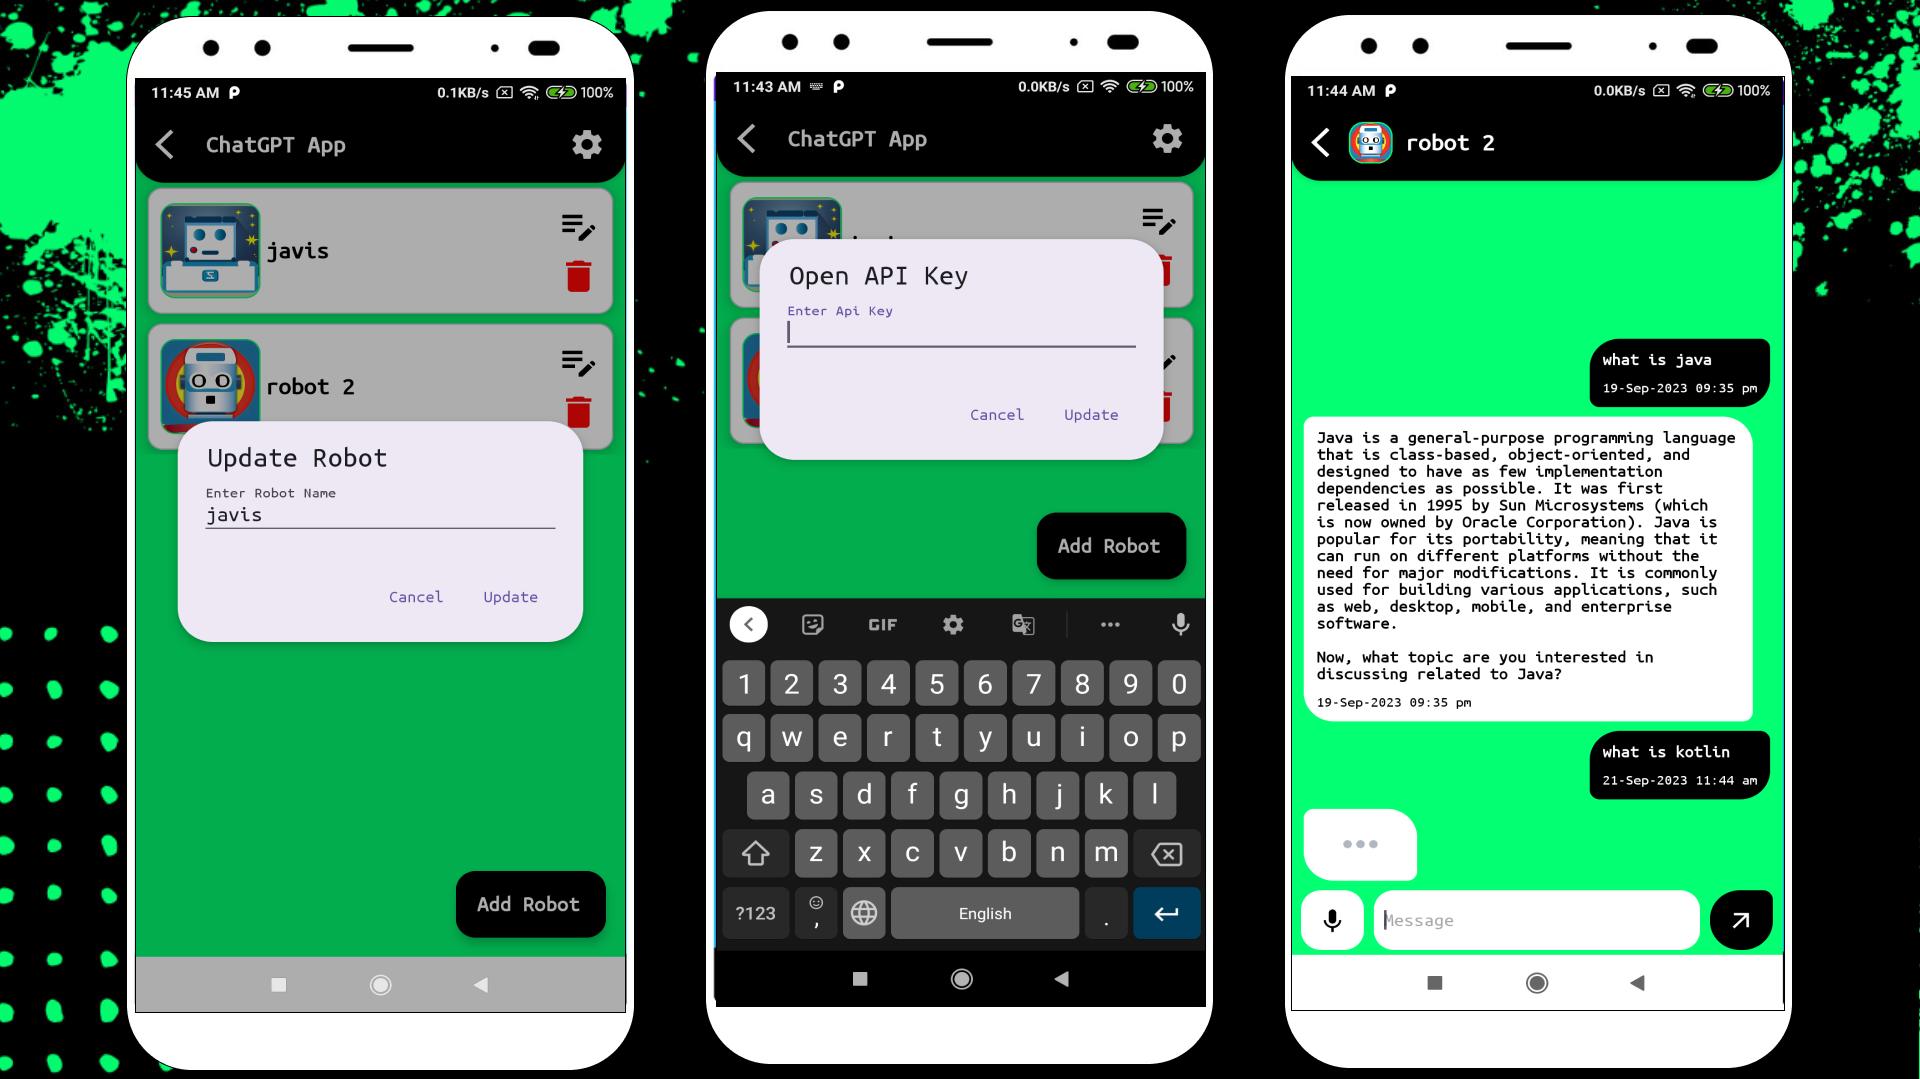 11:45 AM
0.1KB/s
100%
ChatGPT App
javis
robot 2
Update Robot
Enter Robot Name
javis
Cancel Update
Add Robot
11:43 AM
0.0KB/s
100%
ChatGPT App
Open API Key
Enter Api Key
Cancel Update
Add Robot
GIF
1 2 3 4 5 6 7 8 9 0
q w e r t y u i o p
a s d f g h j k l
z x c v b n m
?123 , English .
11:44 AM
0.0KB/s
100%
robot 2
what is java
19-Sep-2023 09:35 pm
Java is a general-purpose programming language
that is class-based, object-oriented, and
designed to have as few implementation
dependencies as possible. It was first
released in 1995 by Sun Microsystems (which
is now owned by Oracle Corporation). Java is
popular for its portability, meaning that it
can run on different platforms without the
need for major modifications. It is commonly
used for building various applications, such
as web, desktop, mobile, and enterprise
software.
Now, what topic are you interested in
discussing related to Java?
19-Sep-2023 09:35 pm
what is kotlin
21-Sep-2023 11:44 am
Message